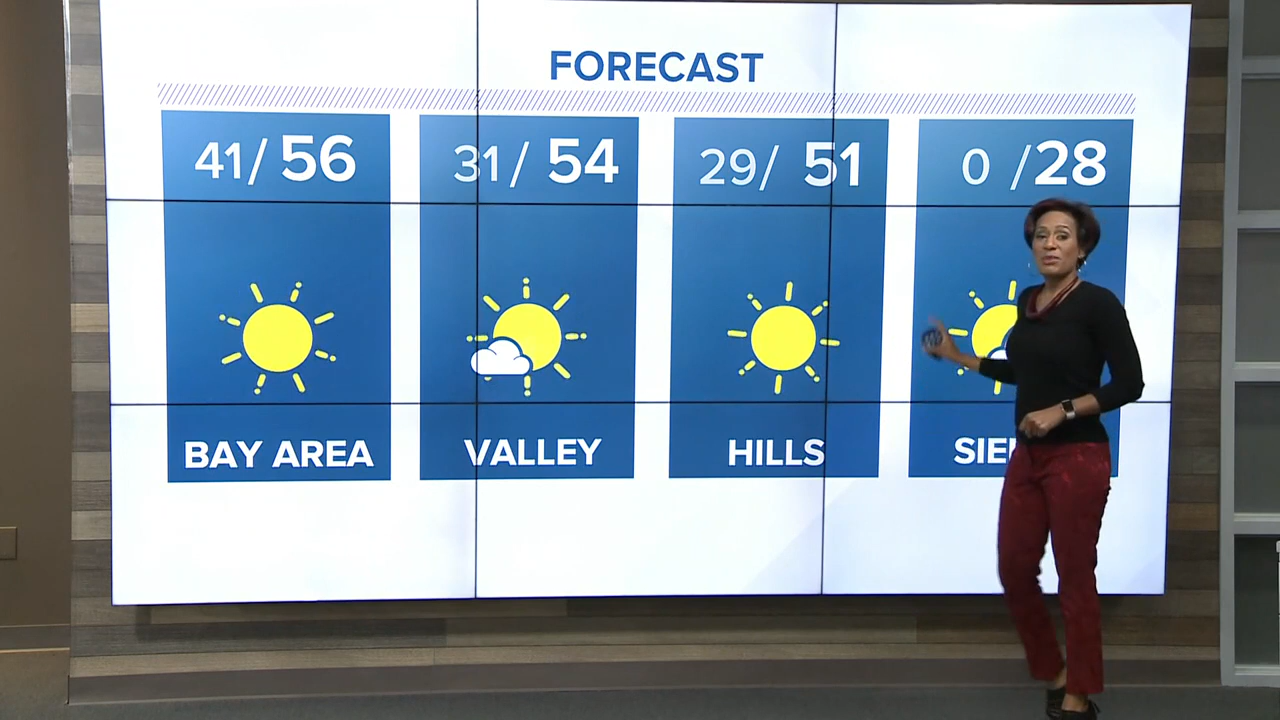 FORECAST
41/ 56
31/ 54
29/ 51
0 /28
BAY AREA
VALLEY
HILLS